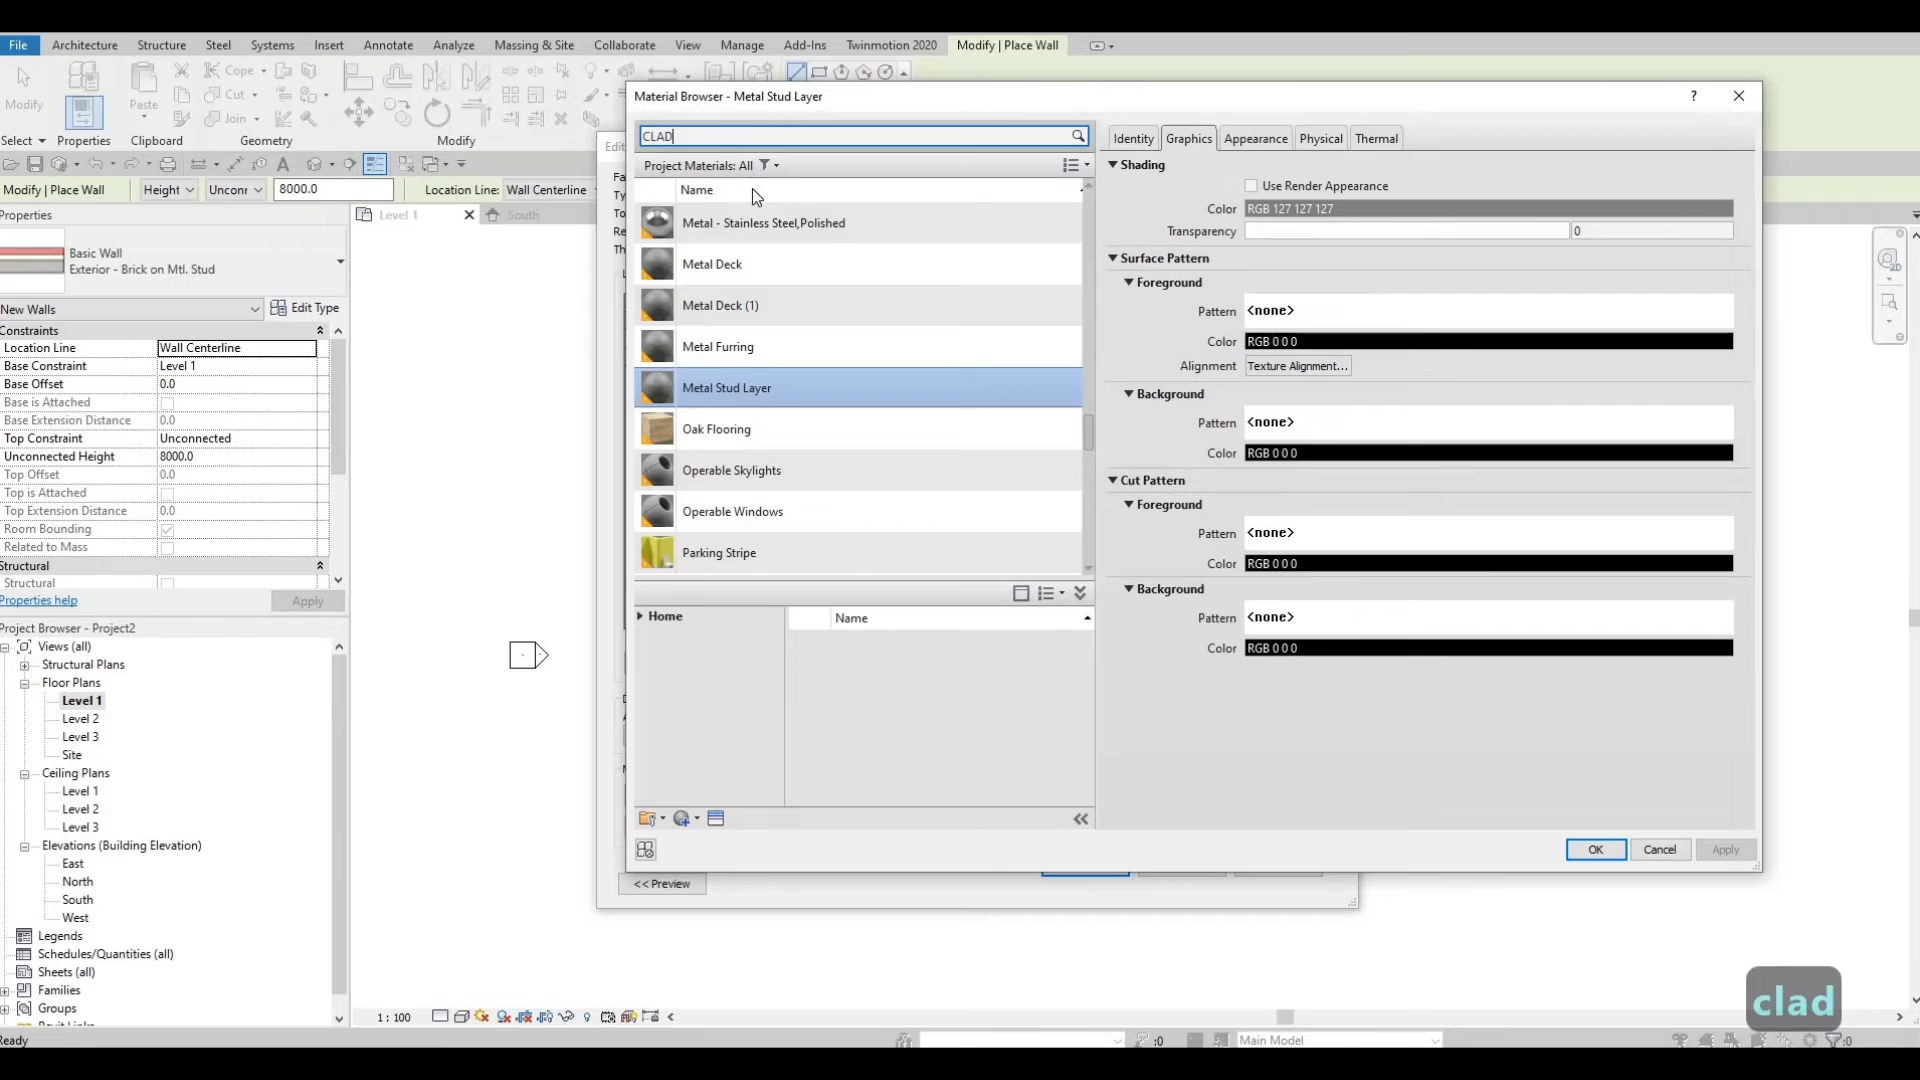 File Architecture Structure Steel Systems Insert Annotate Analyze Massing & Site Collaborate View Manage Add-Ins Twinmotion 2020 Modify | Place Wall
Material Browser - Metal Stud Layer ?
Modify Paste Cope Cut Join
Select Properties Clipboard Geometry Modify
CLAD
Project Materials: All
Name
Metal - Stainless Steel,Polished
Metal Deck
Metal Deck (1)
Metal Furring
Metal Stud Layer
Oak Flooring
Operable Skylights
Operable Windows
Parking Stripe
Home
Name
Identity Graphics Appearance Physical Thermal
Shading
Use Render Appearance
Color RGB 127 127 127
Transparency 0
Surface Pattern
Foreground
Pattern <none>
Color RGB 0 0 0
Alignment Texture Alignment...
Background
Pattern <none>
Color RGB 0 0 0
Cut Pattern
Foreground
Pattern <none>
Color RGB 0 0 0
Background
Pattern <none>
Color RGB 0 0 0
OK Cancel Apply
<< Preview
Modify | Place Wall Height Unconr 8000.0 Location Line: Wall Centerline
Properties
Level 1 South
Basic Wall
Exterior - Brick on Mtl. Stud
New Walls Edit Type
Constraints
Location Line Wall Centerline
Base Constraint Level 1
Base Offset 0.0
Base is Attached
Base Extension Distance 0.0
Top Constraint Unconnected
Unconnected Height 8000.0
Top Offset 0.0
Top is Attached
Top Extension Distance 0.0
Room Bounding
Related to Mass
Structural
Structural
Properties help Apply
Project Browser - Project2
Views (all)
Structural Plans
Floor Plans
Level 1
Level 2
Level 3
Site
Ceiling Plans
Level 1
Level 2
Level 3
Elevations (Building Elevation)
East
North
South
West
Legends
Schedules/Quantities (all)
Sheets (all)
Families
Groups
1 : 100
Ready :0 Main Model :0
clad